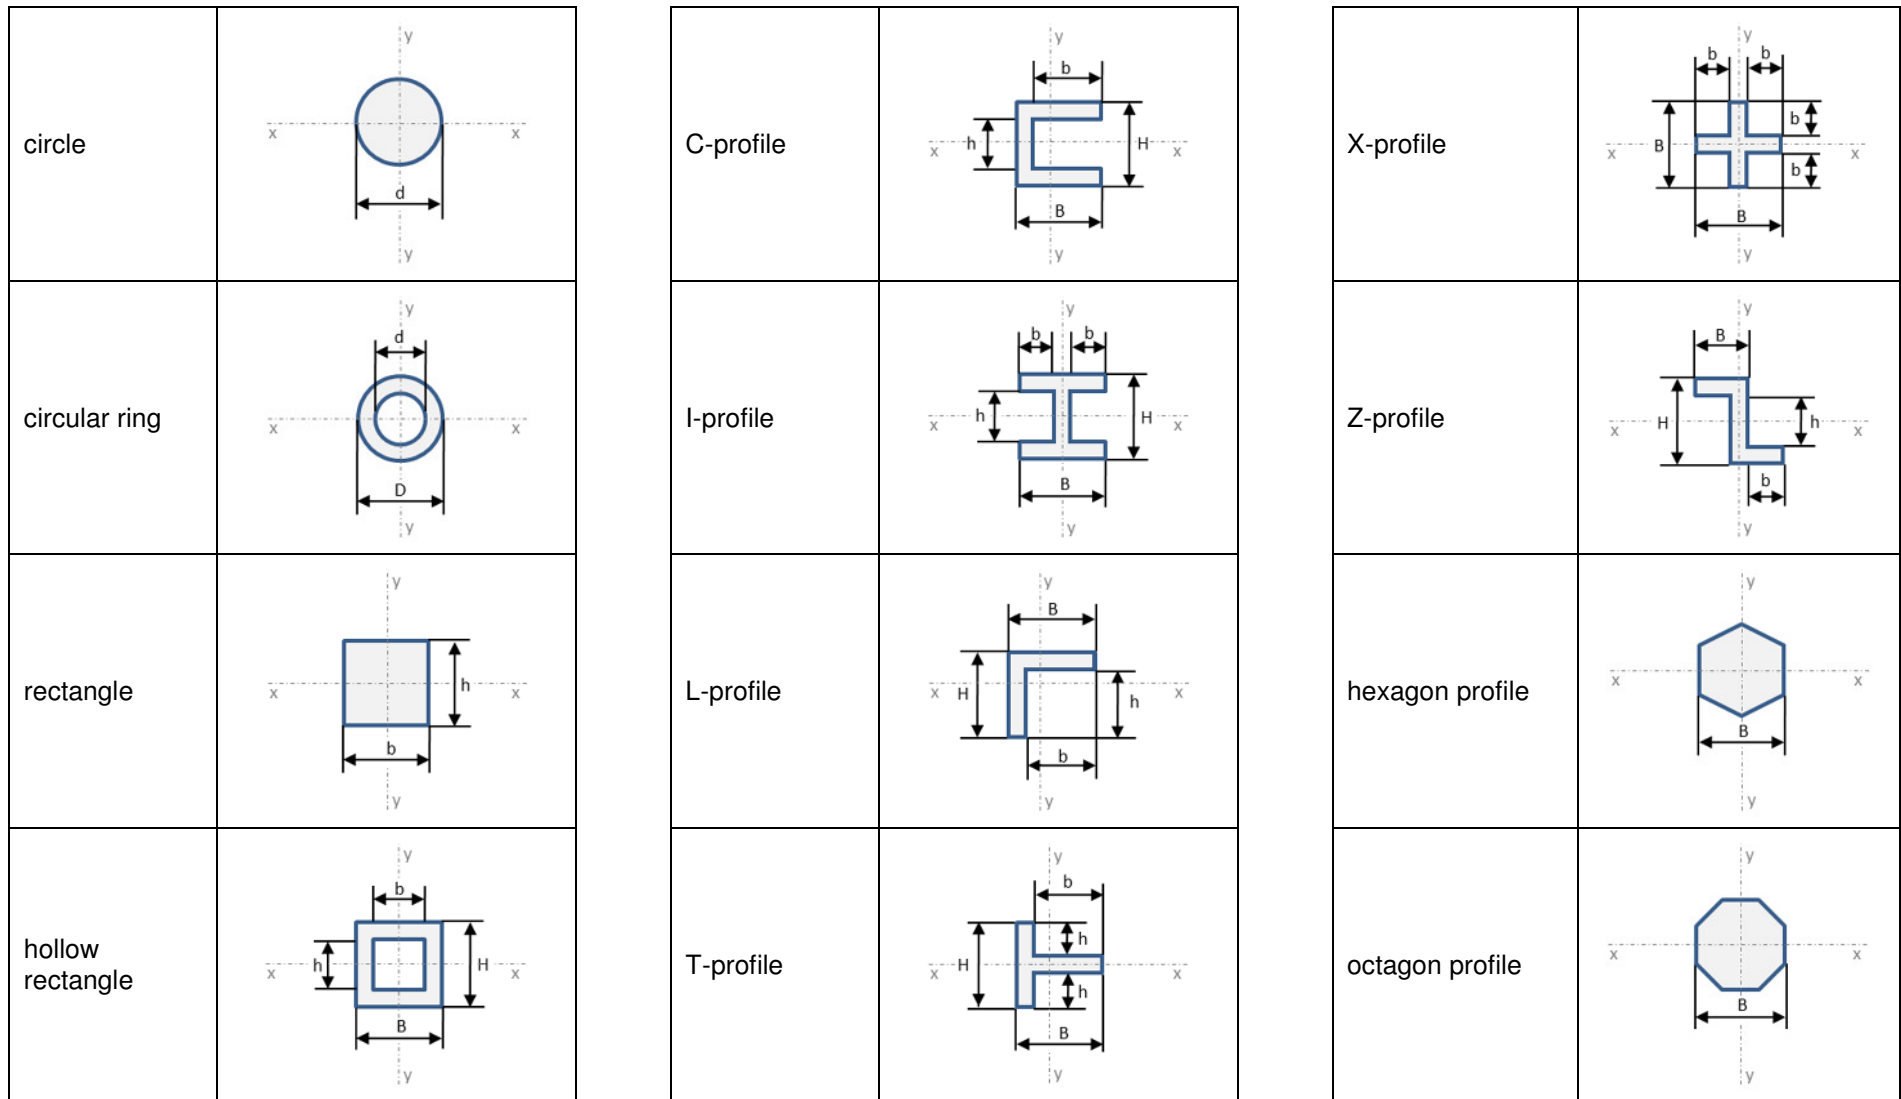 circle
y
x x
d
y
C-profile
y
b
h
H
x x
B
y
X-profile
y
b b
b
B
x x
b
B
y
circular ring
y
d
x x
D
y
I-profile
y
b b
h
H
x x
B
y
Z-profile
y
B
H
h
x x
b
y
rectangle
y
h
x x
b
y
L-profile
y
B
x H x
h
b
y
hexagon profile
y
x x
B
y
hollow
rectangle
y
b
h
H
x x
B
y
T-profile
y
b
h
H
x x
h
B
y
octagon profile
y
x x
B
y